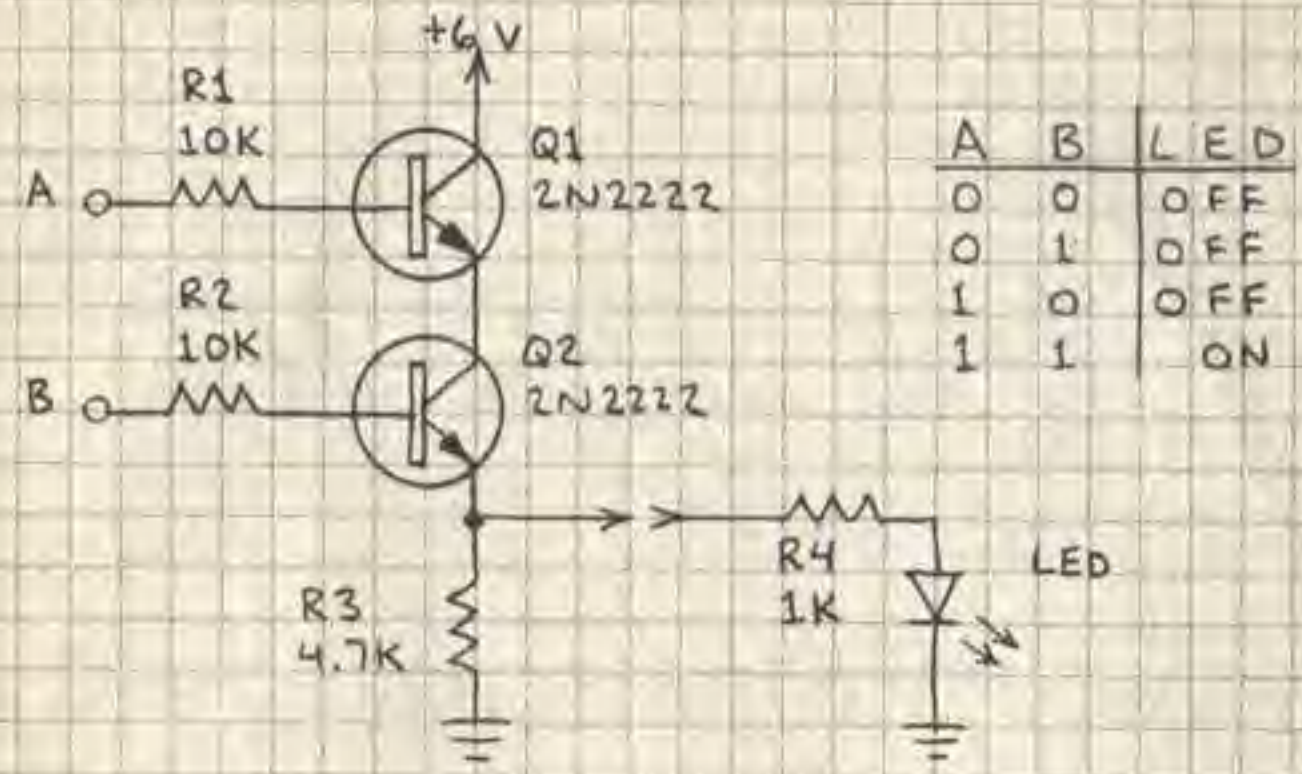 +6 V
R1
10K
A
Q1
2N2222
R2
10K
B
Q2
2N2222
R3
4.7K
R4
1K
LED
A B LED
0 0 OFF
0 1 OFF
1 0 OFF
1 1 ON